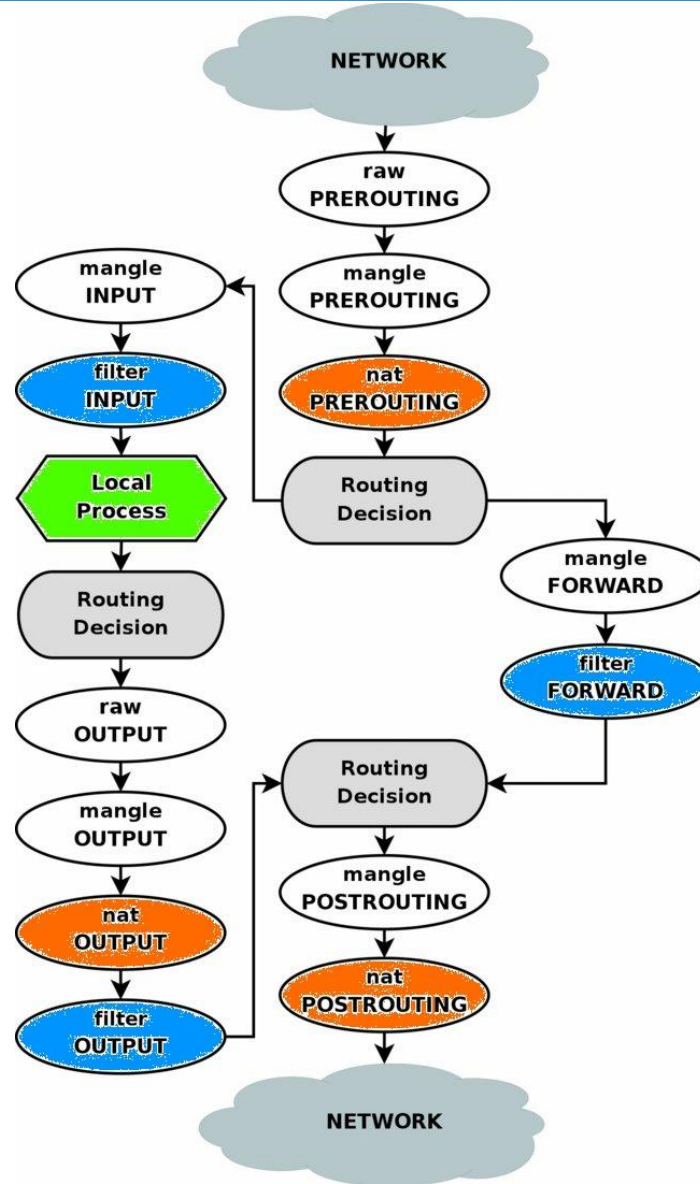 NETWORK
raw
PREROUTING
mangle
PREROUTING
nat
PREROUTING
Routing
Decision
mangle
INPUT
filter
INPUT
Local
Process
Routing
Decision
raw
OUTPUT
mangle
OUTPUT
nat
OUTPUT
filter
OUTPUT
mangle
FORWARD
filter
FORWARD
Routing
Decision
mangle
POSTROUTING
nat
POSTROUTING
NETWORK